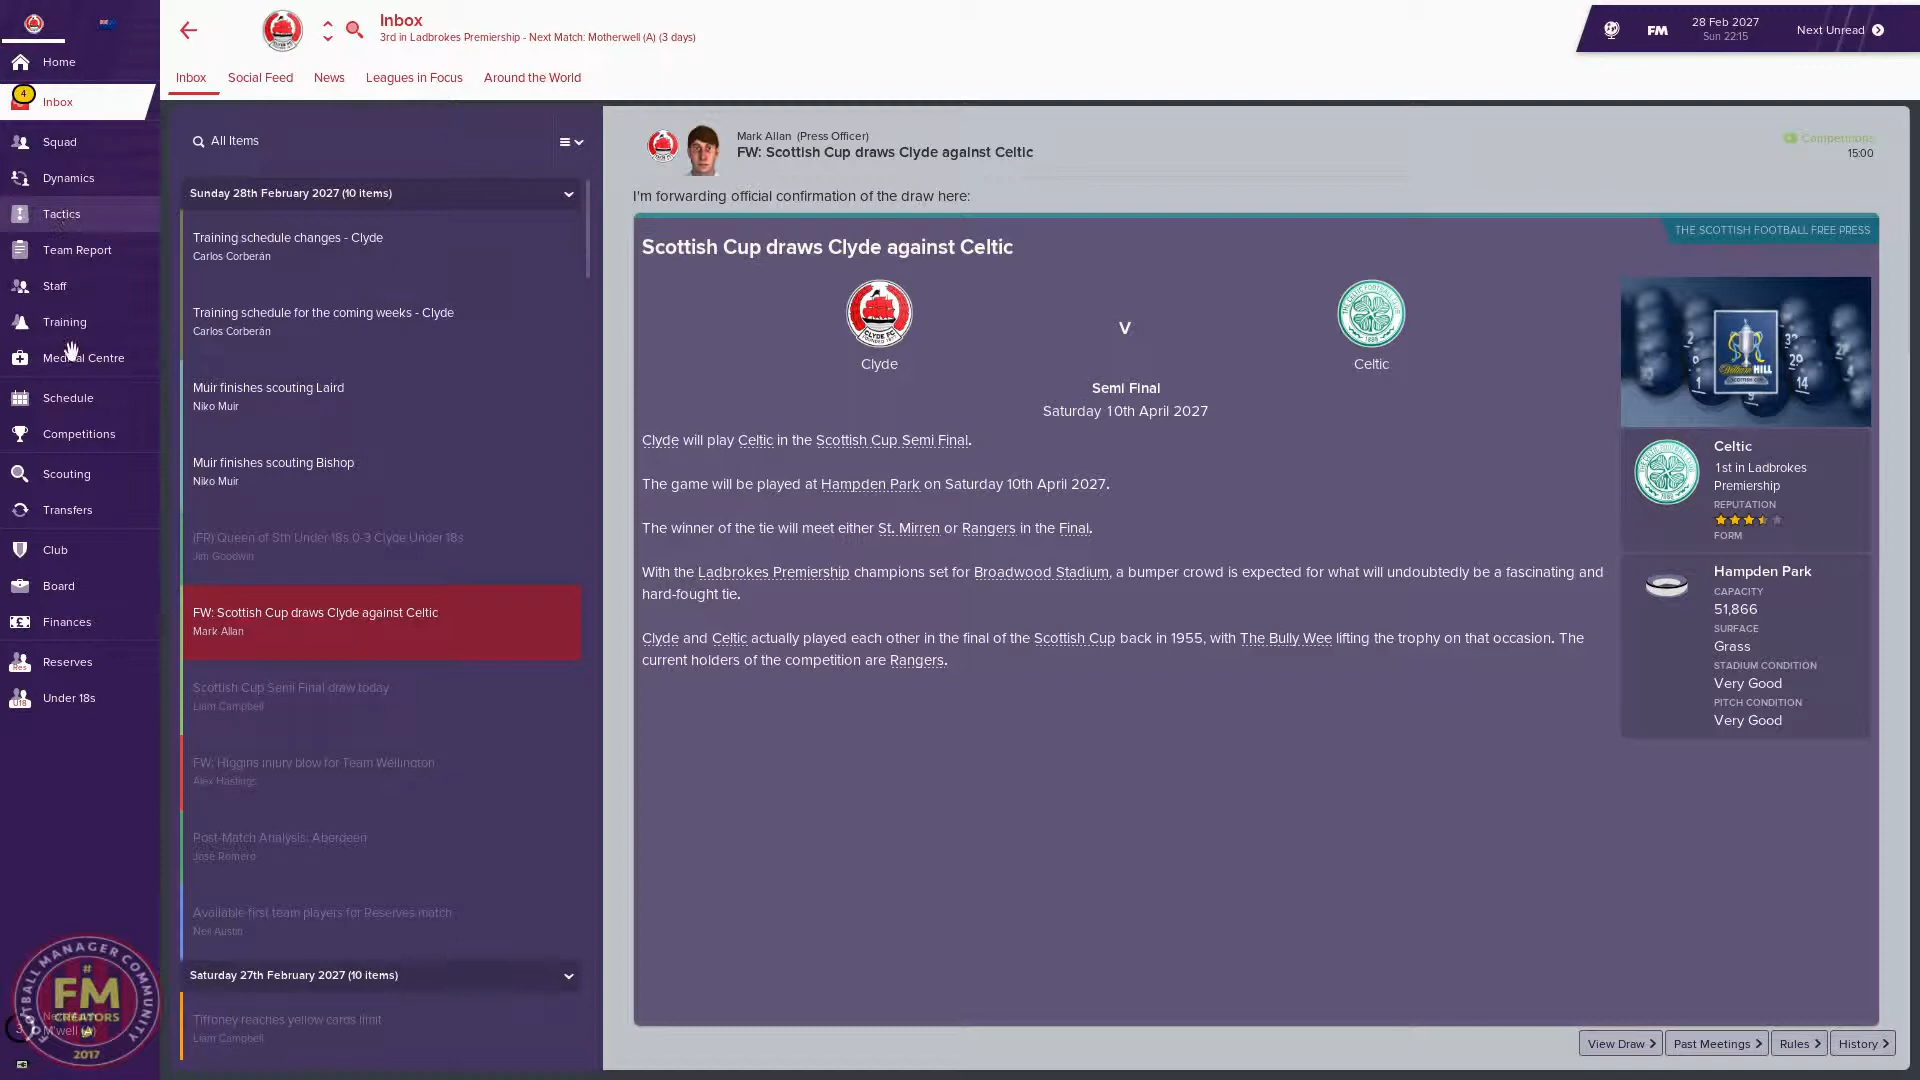 Inbox
3rd in Ladbrokes Premiership - Next Match: Motherwell (A) (3 days)
FM
28 Feb 2027
Sun 22:15
Next Unread
Inbox
Social Feed
News
Leagues in Focus
Around the World
Home
4
Inbox
Squad
Dynamics
Tactics
Team Report
Staff
Training
Medical Centre
Schedule
Competitions
Scouting
Transfers
Club
Board
Finances
Reserves
Under 18s
FOOTBALL MANAGER COMMUNITY
#
FM
CREATORS
2017
M'well (A)
All Items
Sunday 28th February 2027 (10 items)
Training schedule changes - Clyde
Carlos Corberán
Training schedule for the coming weeks - Clyde
Carlos Corberán
Muir finishes scouting Laird
Niko Muir
Muir finishes scouting Bishop
Niko Muir
(FR) Queen of Sth Under 18s 0-3 Clyde Under 18s
Jim Goodwin
FW: Scottish Cup draws Clyde against Celtic
Mark Allan
Scottish Cup Semi Final draw today
Liam Campbell
FW: Higgins injury blow for Team Wellington
Alex Hastings
Post-Match Analysis: Aberdeen
José Romero
Available first team players for Reserves match
Neil Austin
Saturday 27th February 2027 (10 items)
Tiffoney reaches yellow cards limit
Liam Campbell
Mark Allan (Press Officer)
FW: Scottish Cup draws Clyde against Celtic
Competitions
15:00
I'm forwarding official confirmation of the draw here:
THE SCOTTISH FOOTBALL FREE PRESS
Scottish Cup draws Clyde against Celtic
CLYDE FC
THE CELTIC FOOTBALL CLUB
1888
V
Clyde
Celtic
Semi Final
Saturday 10th April 2027
Clyde will play Celtic in the Scottish Cup Semi Final.
The game will be played at Hampden Park on Saturday 10th April 2027.
The winner of the tie will meet either St. Mirren or Rangers in the Final.
With the Ladbrokes Premiership champions set for Broadwood Stadium, a bumper crowd is expected for what will undoubtedly be a fascinating and
hard-fought tie.
Clyde and Celtic actually played each other in the final of the Scottish Cup back in 1955, with The Bully Wee lifting the trophy on that occasion. The
current holders of the competition are Rangers.
William HILL
SCOTTISH CUP
Celtic
1st in Ladbrokes
Premiership
REPUTATION
FORM
Hampden Park
CAPACITY
51,866
SURFACE
Grass
STADIUM CONDITION
Very Good
PITCH CONDITION
Very Good
View Draw
Past Meetings
Rules
History